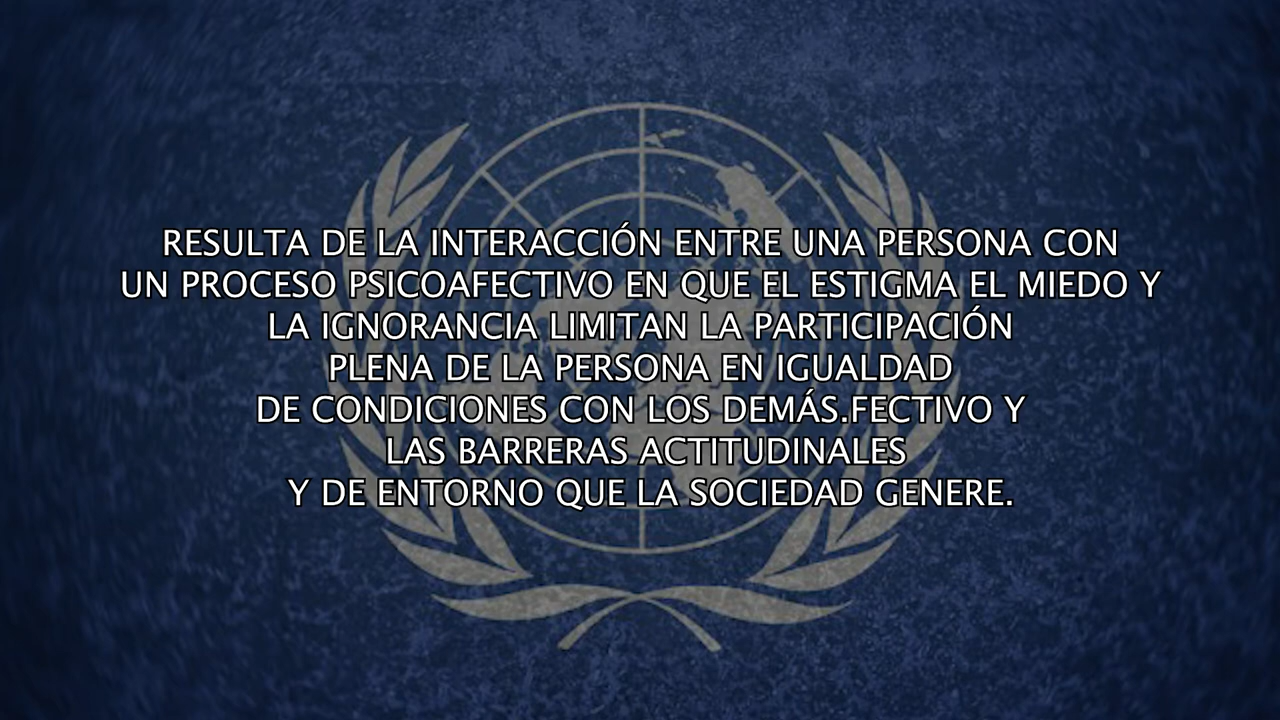 RESULTA DE LA INTERACCIÓN ENTRE UNA PERSONA CON
UN PROCESO PSICOAFECTIVO EN QUE EL ESTIGMA EL MIEDO Y
LA IGNORANCIA LIMITAN LA PARTICIPACIÓN
PLENA DE LA PERSONA EN IGUALDAD
DE CONDICIONES CON LOS DEMÁS.FECTIVO Y
LAS BARRERAS ACTITUDINALES
Y DE ENTORNO QUE LA SOCIEDAD GENERE.